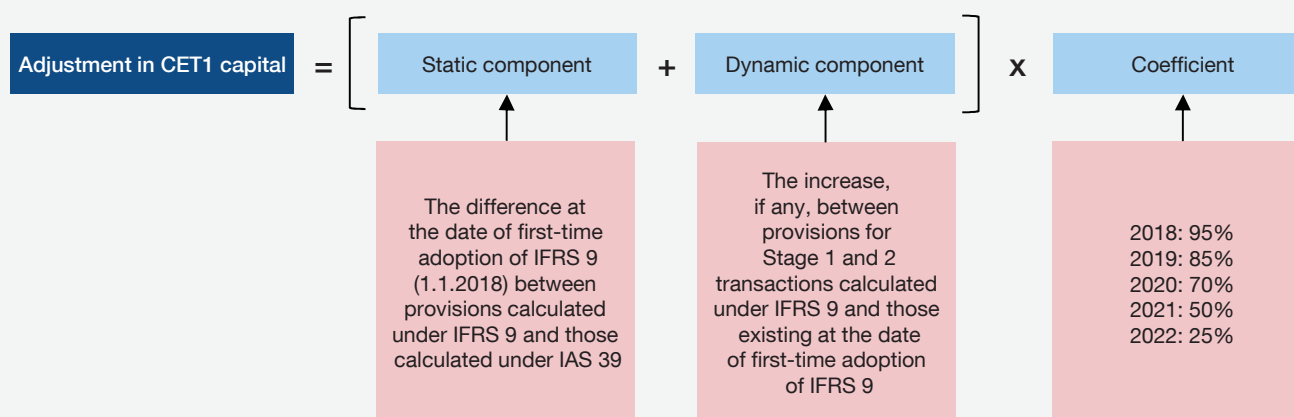 Adjustment in CET1 capital = [ Static component + Dynamic component ] x Coefficient
The difference at
the date of first-time
adoption of IFRS 9
(1.1.2018) between
provisions calculated
under IFRS 9 and those
calculated under IAS 39
The increase,
if any, between
provisions for
Stage 1 and 2
transactions calculated
under IFRS 9 and those
existing at the date
of first-time adoption
of IFRS 9
2018: 95%
2019: 85%
2020: 70%
2021: 50%
2022: 25%